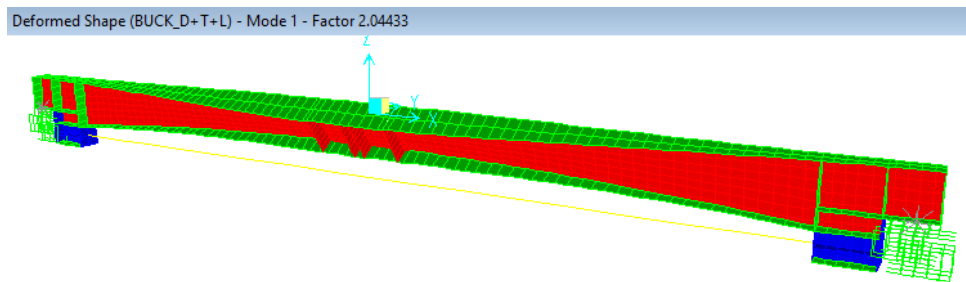 Deformed Shape (BUCK_D+T+L) - Mode 1 - Factor 2.04433
Z
Y
X